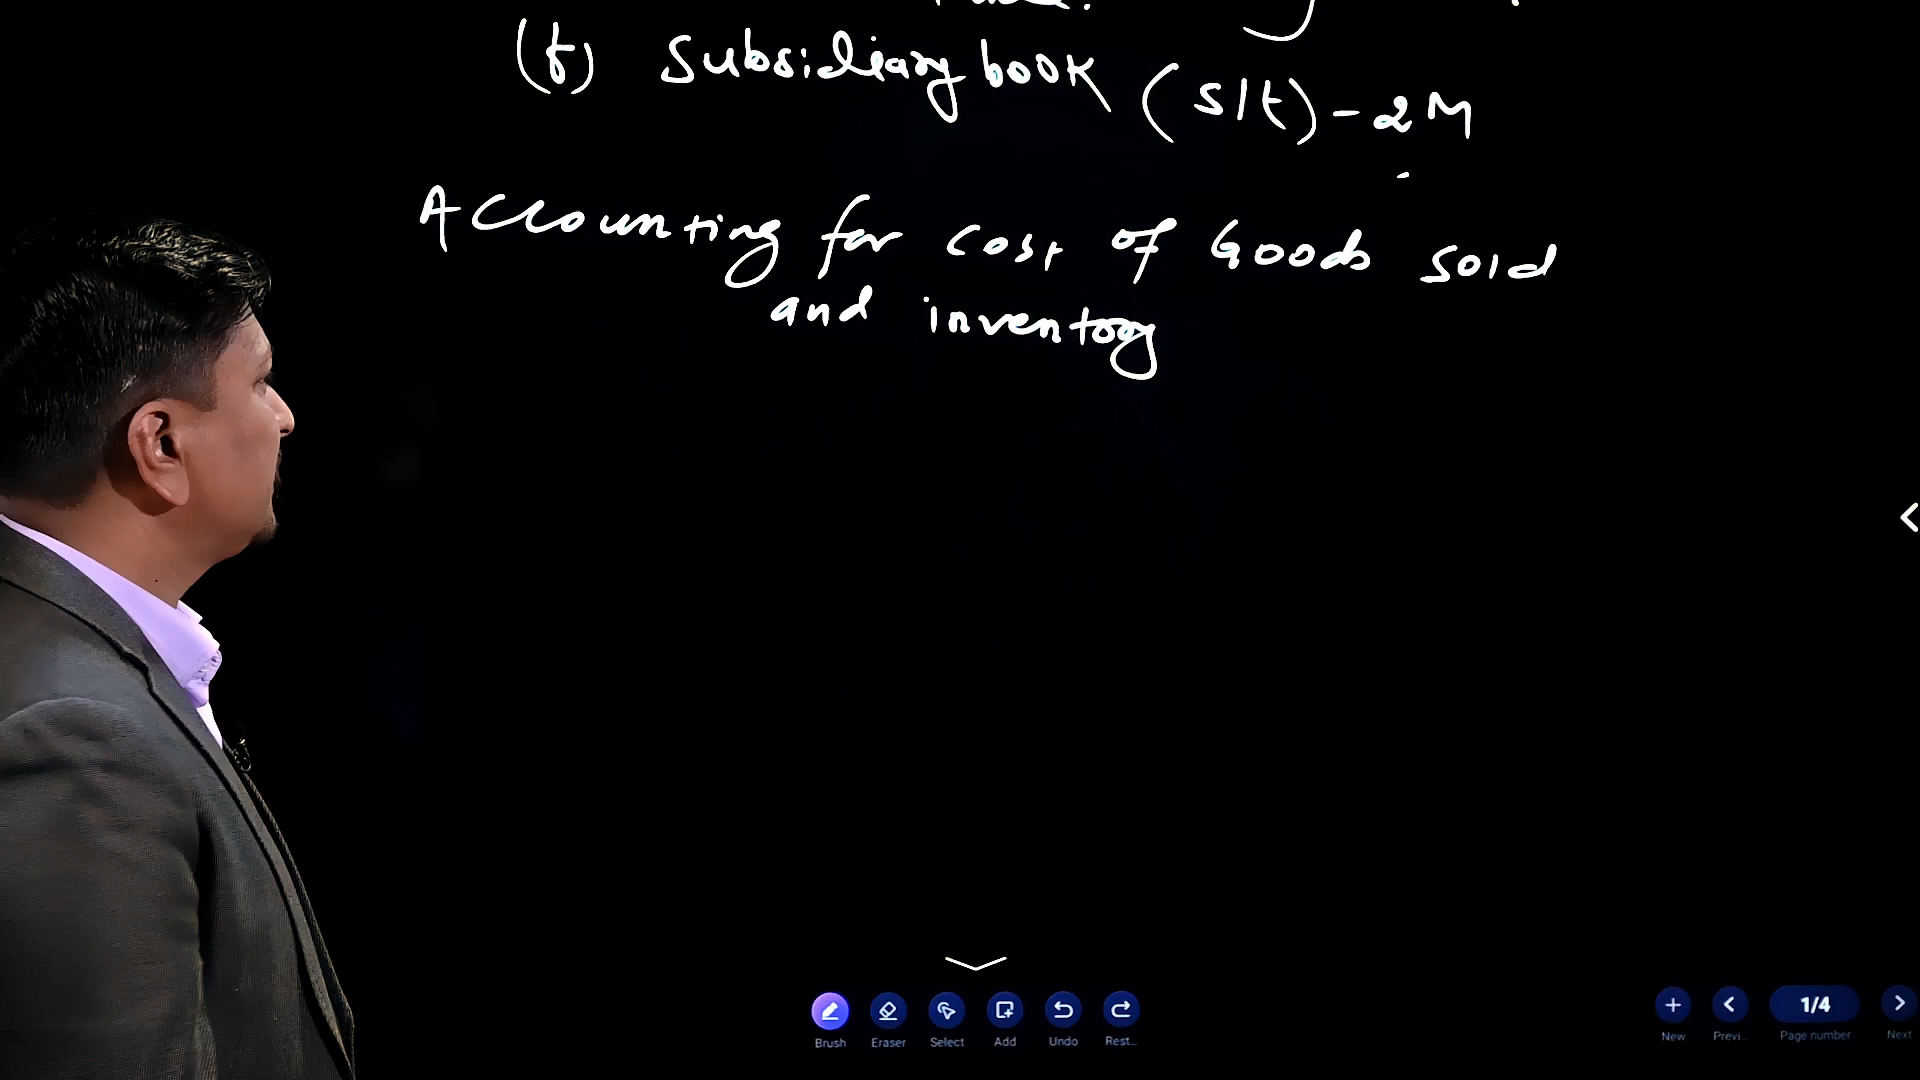 (f) Subsidiary book (S/t) - 2M
Accounting for cost of Goods sold
and inventory
Brush Eraser Select Add Undo Rest...
New Previ... 1/4 Page number Next